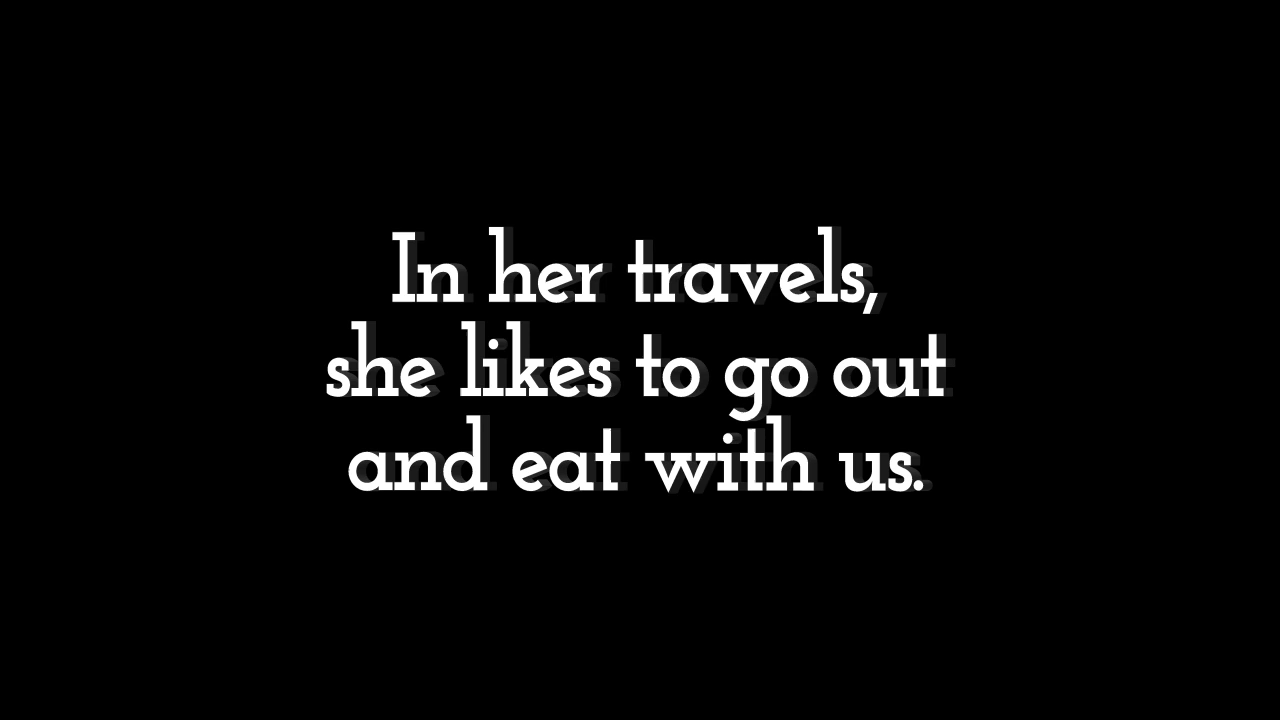 In her travels,
she likes to go out
and eat with us.